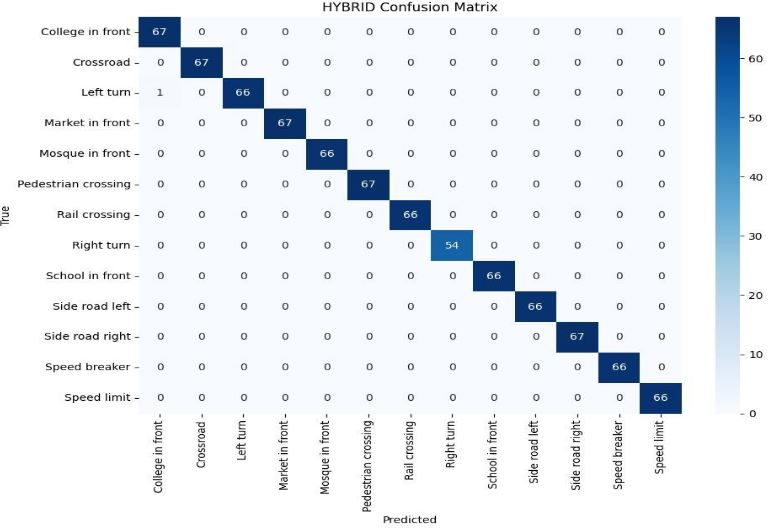 HYBRID Confusion Matrix
College in front 67 0 0 0 0 0 0 0 0 0 0 0 0
Crossroad 0 67 0 0 0 0 0 0 0 0 0 0 0
Left turn 1 0 66 0 0 0 0 0 0 0 0 0 0
Market in front 0 0 0 67 0 0 0 0 0 0 0 0 0
Mosque in front 0 0 0 0 66 0 0 0 0 0 0 0 0
Pedestrian crossing 0 0 0 0 0 67 0 0 0 0 0 0 0
Rail crossing 0 0 0 0 0 0 66 0 0 0 0 0 0
Right turn 0 0 0 0 0 0 0 54 0 0 0 0 0
School in front 0 0 0 0 0 0 0 0 66 0 0 0 0
Side road left 0 0 0 0 0 0 0 0 0 66 0 0 0
Side road right 0 0 0 0 0 0 0 0 0 0 67 0 0
Speed breaker 0 0 0 0 0 0 0 0 0 0 0 66 0
Speed limit 0 0 0 0 0 0 0 0 0 0 0 0 66
True
College in front
Crossroad
Left turn
Market in front
Mosque in front
Pedestrian crossing
Rail crossing
Right turn
School in front
Side road left
Side road right
Speed breaker
Speed limit
Predicted
60
50
40
30
20
10
0